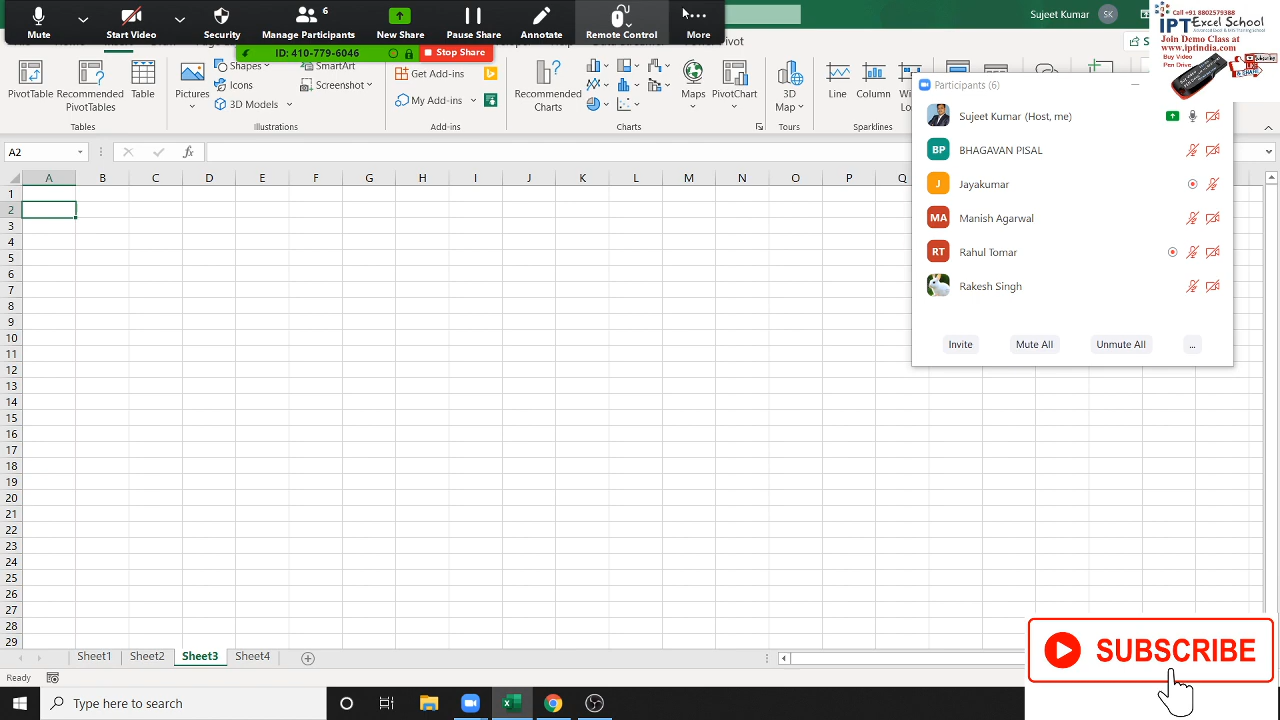 Mute
Start Video
Security
6
Manage Participants
New Share
Pause Share
Annotate
Remote Control
More
Sujeet Kumar
SK
Call +91 8802579388
IPT Excel School
Join Demo Class at
www.iptindia.com
Buy Video
Pen Drive
ID: 410-779-6046
Stop Share
PivotTable
Recommended
PivotTables
Table
Tables
Pictures
Shapes
Icons
3D Models
SmartArt
Screenshot
Illustrations
Get Add-ins
My Add-ins
Add-ins
Recommended
Charts
Maps
PivotChart
Charts
3D
Map
Tours
Line
Column
Sparklines
A2
fx
A B C D E F G H I J K L M N O P Q
1
2
3
4
5
6
7
8
9
10
11
12
13
14
15
16
17
18
19
20
21
22
23
24
25
26
27
28
29
Participants (6)
Sujeet Kumar (Host, me)
BP BHAGAVAN PISAL
J Jayakumar
MA Manish Agarwal
RT Rahul Tomar
Rakesh Singh
Invite
Mute All
Unmute All
...
Sheet1
Sheet2
Sheet3
Sheet4
Ready
SUBSCRIBE
Type here to search